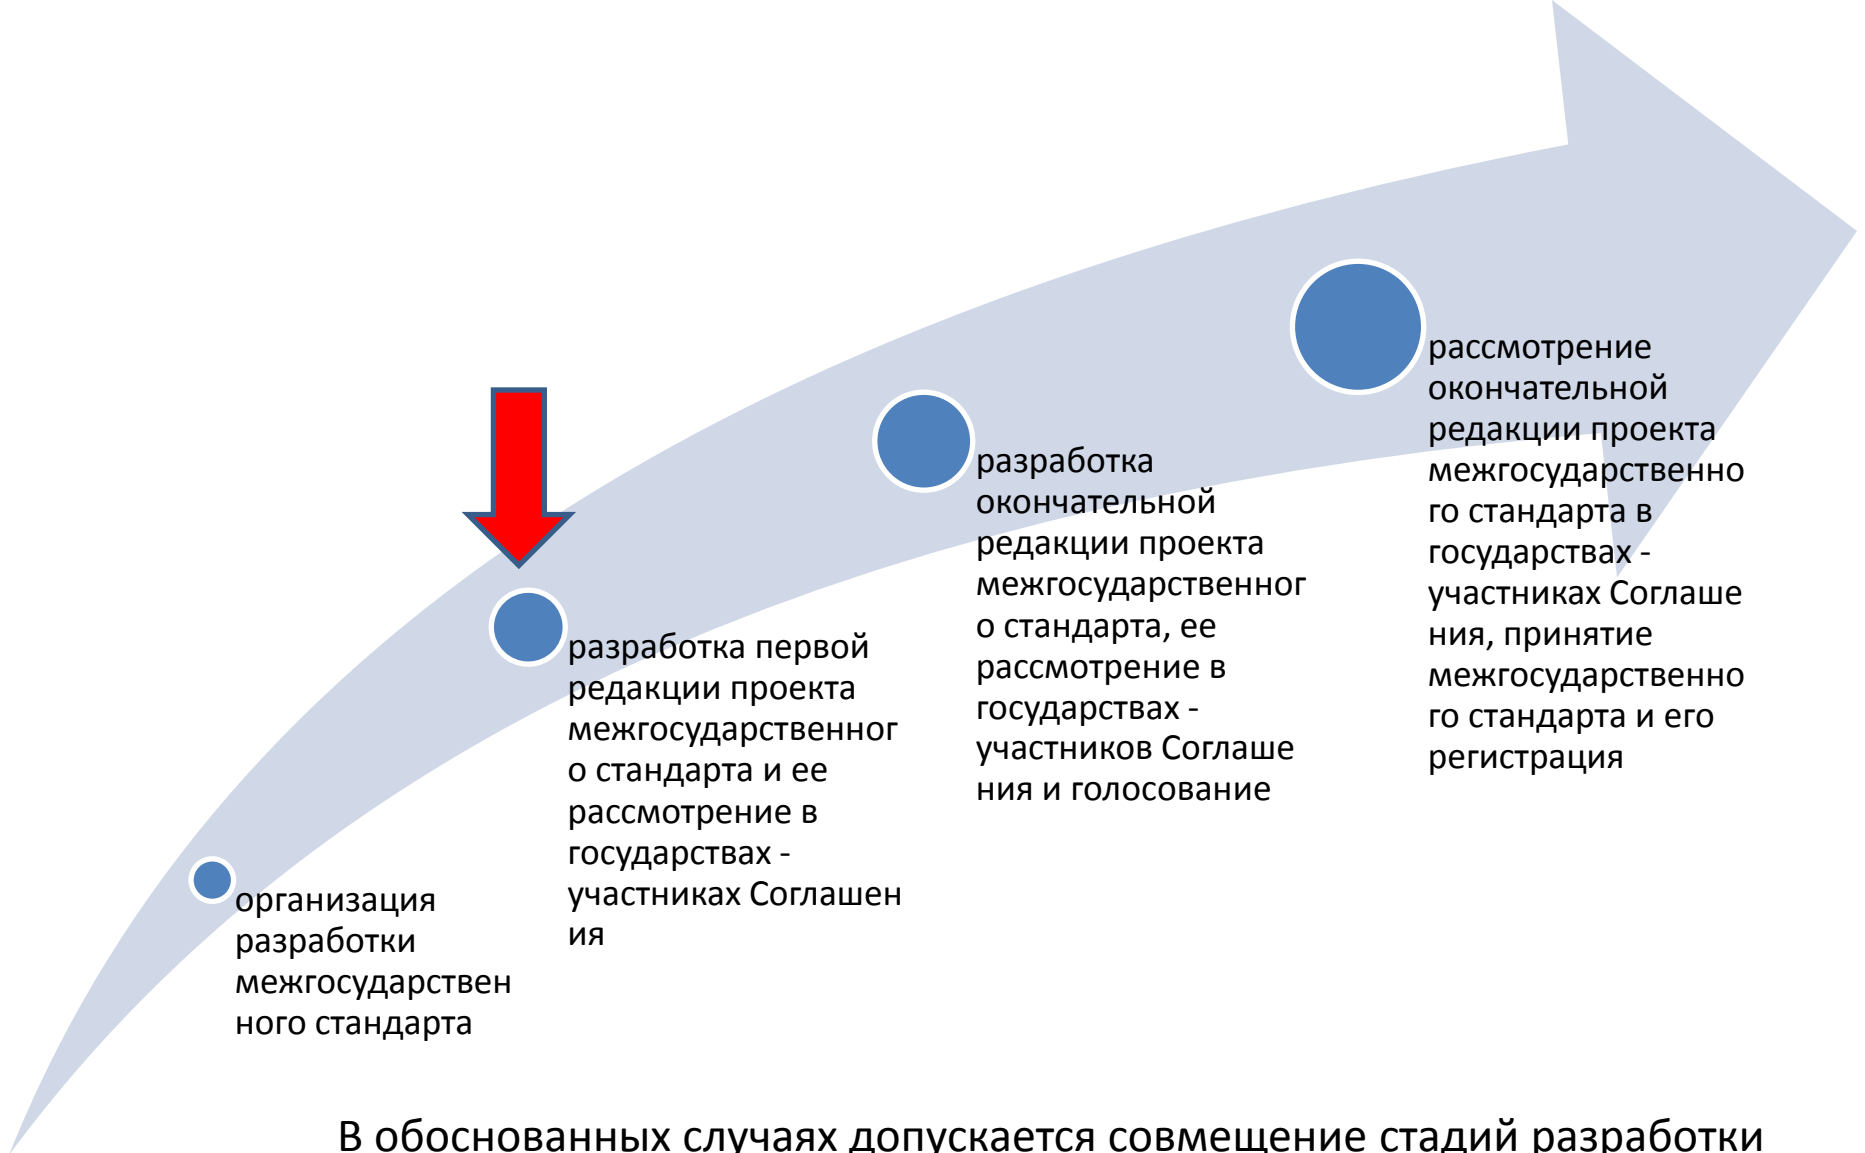 организация
разработки
межгосударствен
ного стандарта
разработка первой
редакции проекта
межгосударственног
о стандарта и ее
рассмотрение в
государствах -
участниках Соглашен
ия
разработка
окончательной
редакции проекта
межгосударственног
о стандарта, ее
рассмотрение в
государствах -
участников Соглаше
ния и голосование
рассмотрение
окончательной
редакции проекта
межгосударственно
го стандарта в
государствах -
участниках Соглаше
ния, принятие
межгосударственно
го стандарта и его
регистрация
В обоснованных случаях допускается совмещение стадий разработки